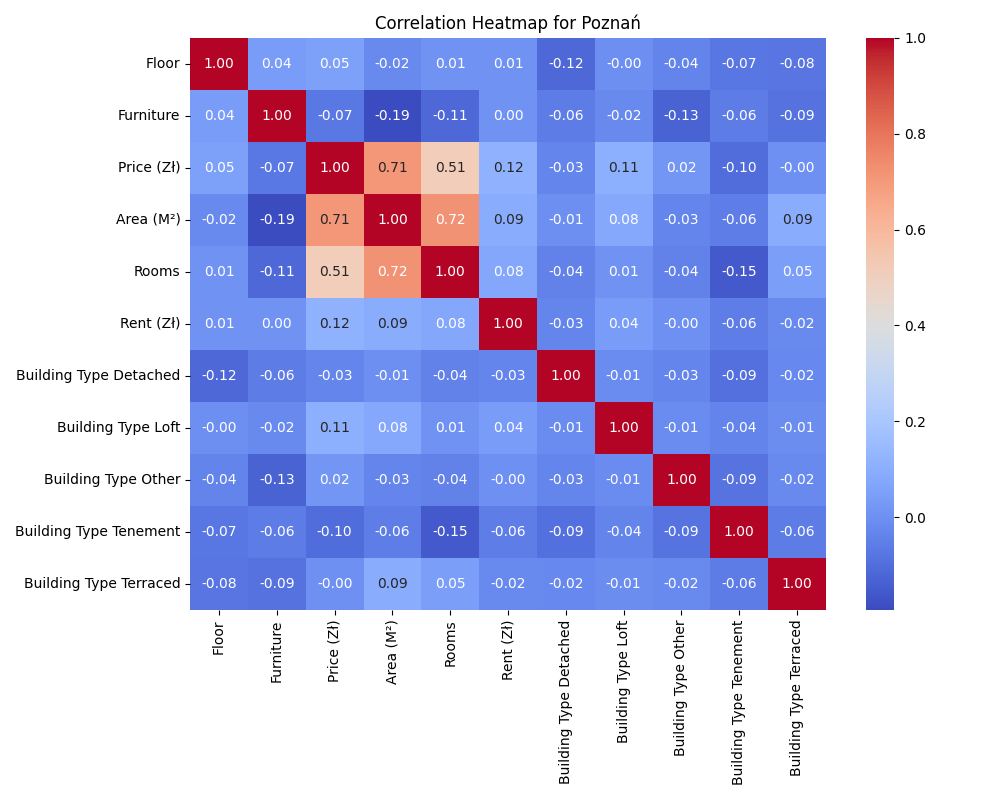 Correlation Heatmap for Poznań
Floor 1.00 0.04 0.05 -0.02 0.01 0.01 -0.12 -0.00 -0.04 -0.07 -0.08
Furniture 0.04 1.00 -0.07 -0.19 -0.11 0.00 -0.06 -0.02 -0.13 -0.06 -0.09
Price (Zł) 0.05 -0.07 1.00 0.71 0.51 0.12 -0.03 0.11 0.02 -0.10 -0.00
Area (M²) -0.02 -0.19 0.71 1.00 0.72 0.09 -0.01 0.08 -0.03 -0.06 0.09
Rooms 0.01 -0.11 0.51 0.72 1.00 0.08 -0.04 0.01 -0.04 -0.15 0.05
Rent (Zł) 0.01 0.00 0.12 0.09 0.08 1.00 -0.03 0.04 -0.00 -0.06 -0.02
Building Type Detached -0.12 -0.06 -0.03 -0.01 -0.04 -0.03 1.00 -0.01 -0.03 -0.09 -0.02
Building Type Loft -0.00 -0.02 0.11 0.08 0.01 0.04 -0.01 1.00 -0.01 -0.04 -0.01
Building Type Other -0.04 -0.13 0.02 -0.03 -0.04 -0.00 -0.03 -0.01 1.00 -0.09 -0.02
Building Type Tenement -0.07 -0.06 -0.10 -0.06 -0.15 -0.06 -0.09 -0.04 -0.09 1.00 -0.06
Building Type Terraced -0.08 -0.09 -0.00 0.09 0.05 -0.02 -0.02 -0.01 -0.02 -0.06 1.00
Floor
Furniture
Price (Zł)
Area (M²)
Rooms
Rent (Zł)
Building Type Detached
Building Type Loft
Building Type Other
Building Type Tenement
Building Type Terraced
1.0
0.8
0.6
0.4
0.2
0.0